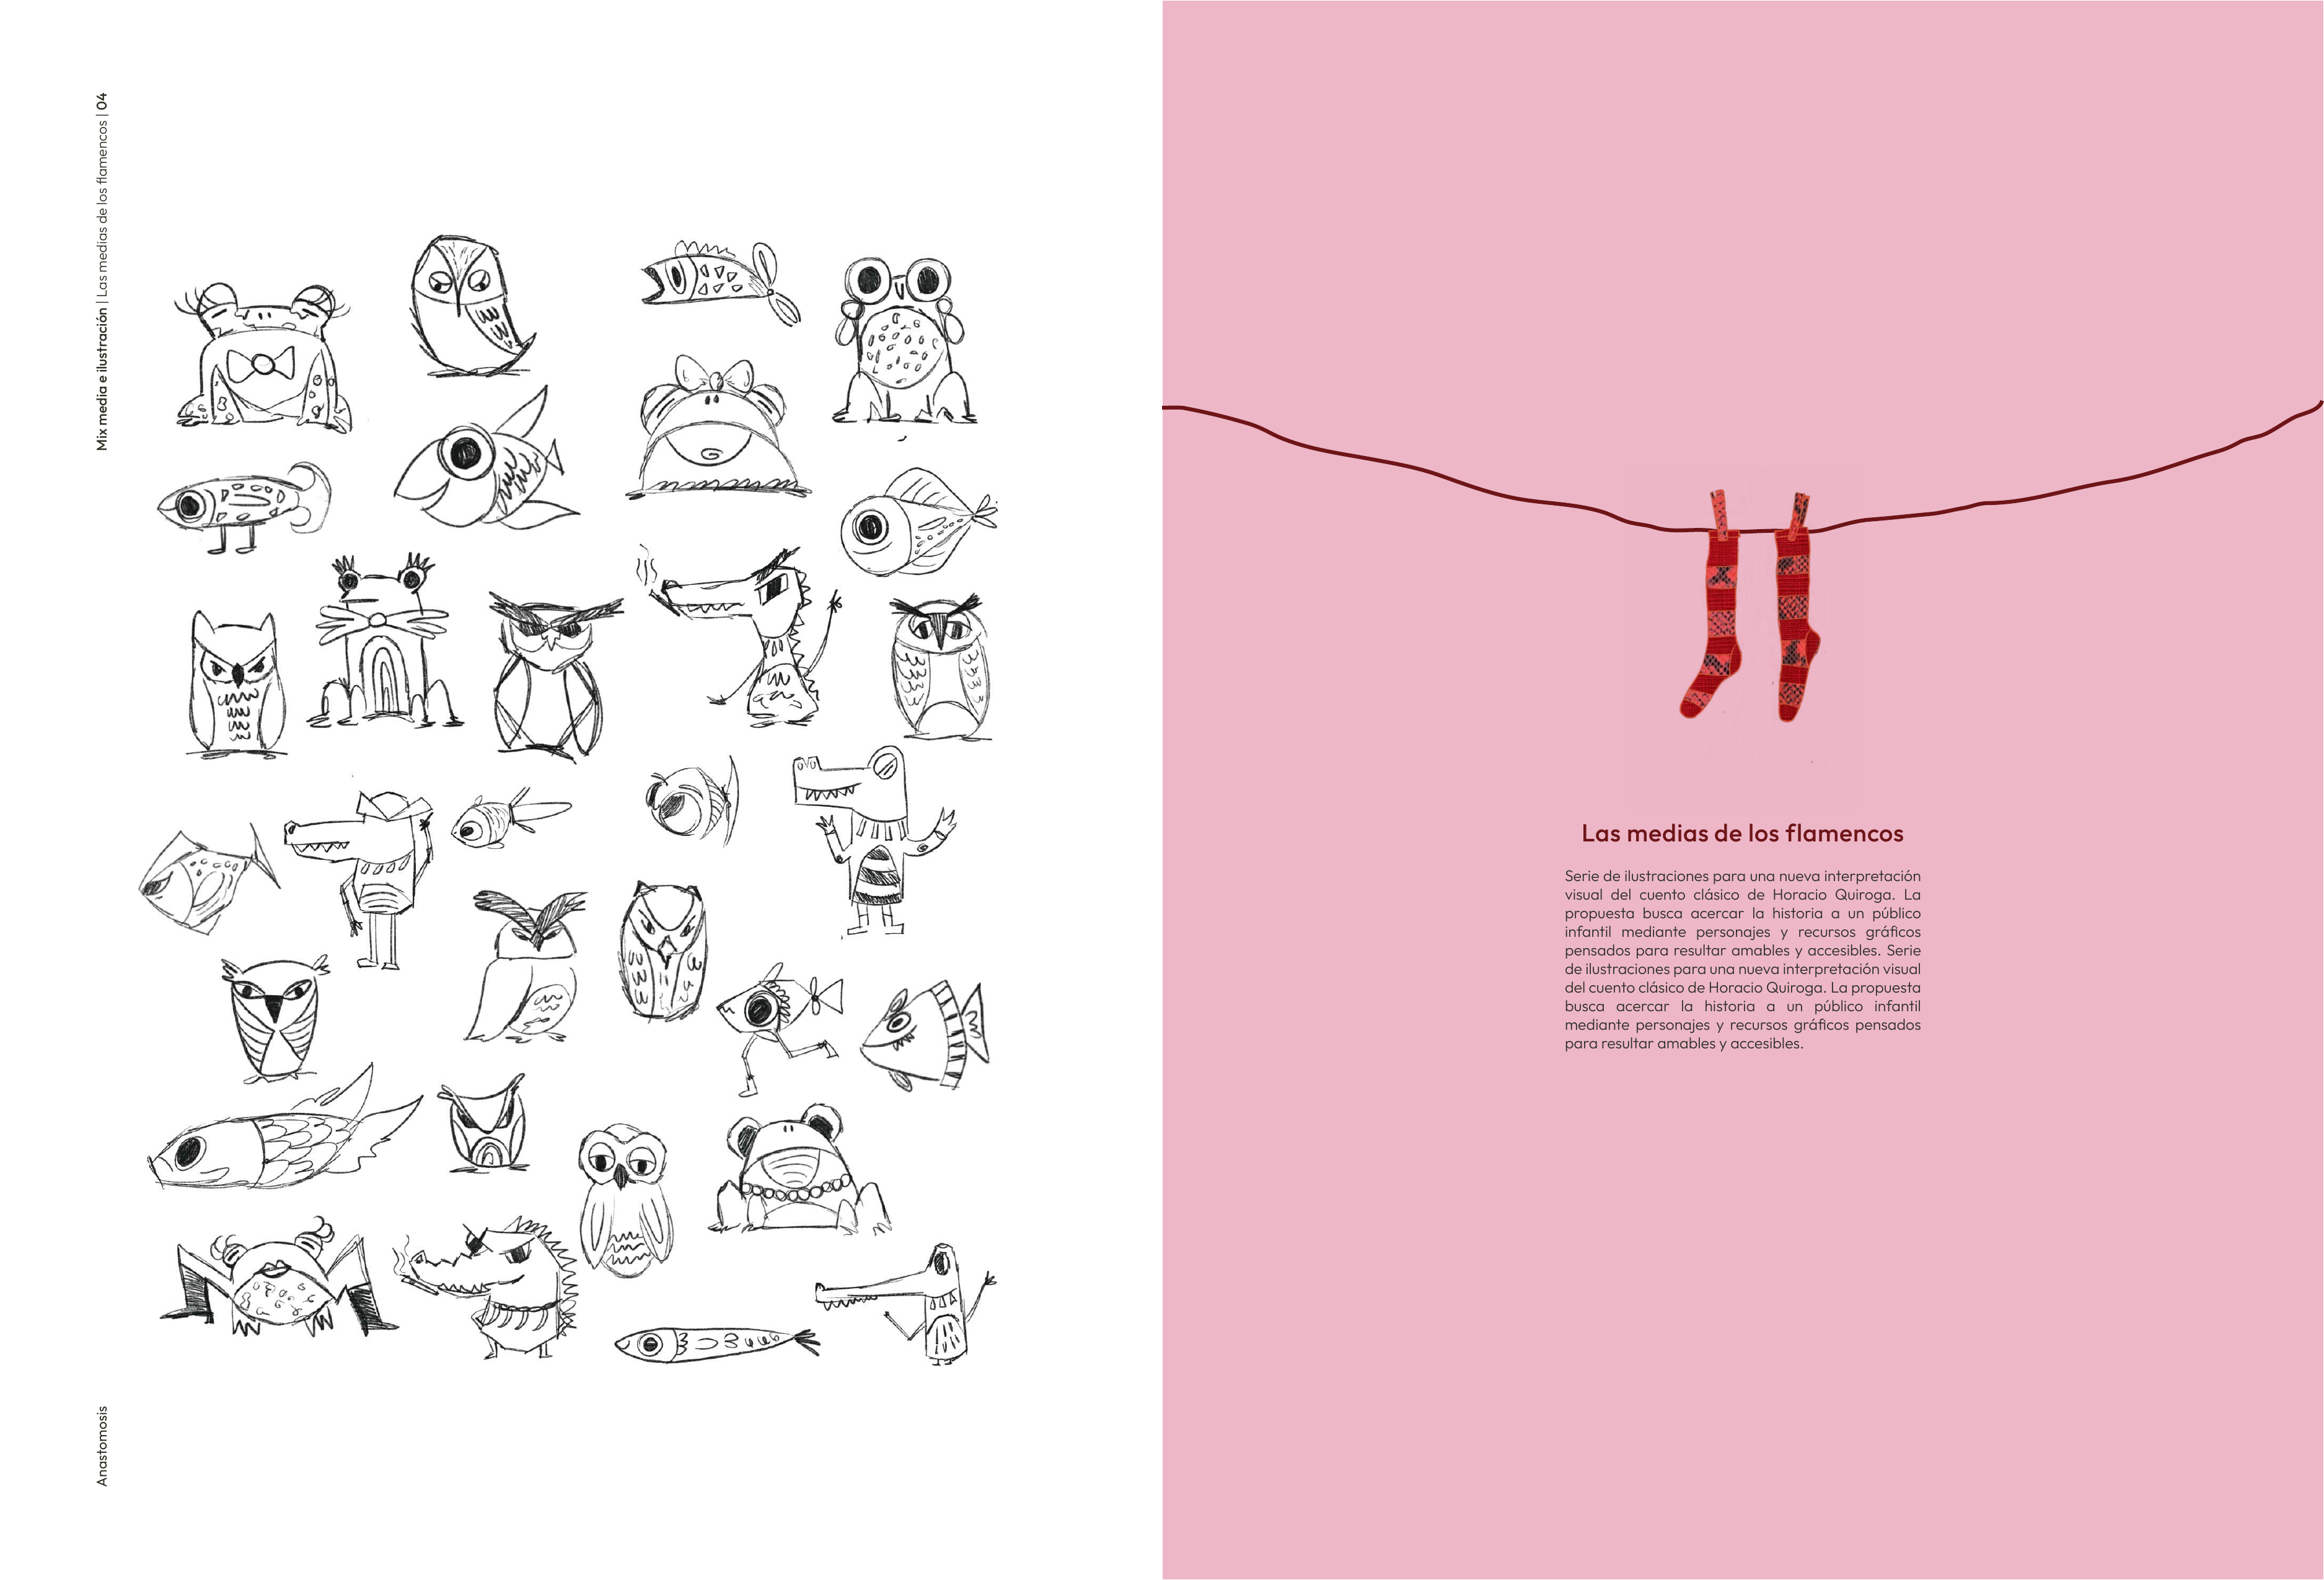 Mix media e ilustración | Las medias de los flamencos | 04
Anastomosis
Las medias de los flamencos
Serie de ilustraciones para una nueva interpretación
visual del cuento clásico de Horacio Quiroga. La
propuesta busca acercar la historia a un público
infantil mediante personajes y recursos gráficos
pensados para resultar amables y accesibles. Serie
de ilustraciones para una nueva interpretación visual
del cuento clásico de Horacio Quiroga. La propuesta
busca acercar la historia a un público infantil
mediante personajes y recursos gráficos pensados
para resultar amables y accesibles.